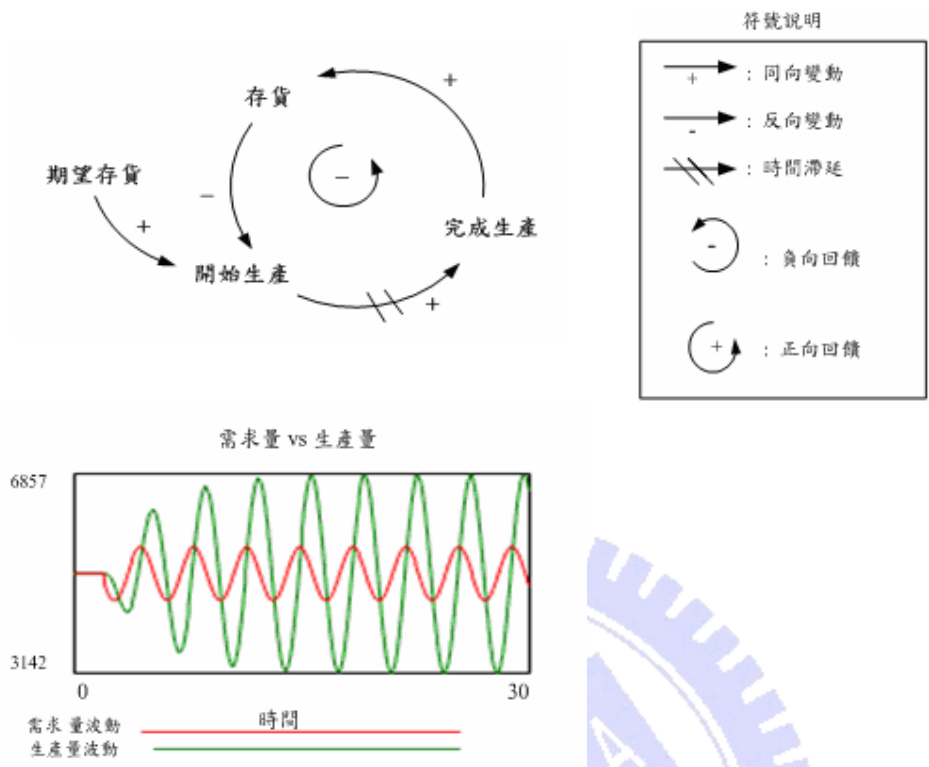 符號說明
+ : 同向變動
- : 反向變動
: 時間滯延
- : 負向回饋
+ : 正向回饋
+
存貨
期望存貨
−
−
+
完成生產
開始生產
+
需求量 vs 生產量
6857
3142
0
30
時間
需求 量波動
生產量波動